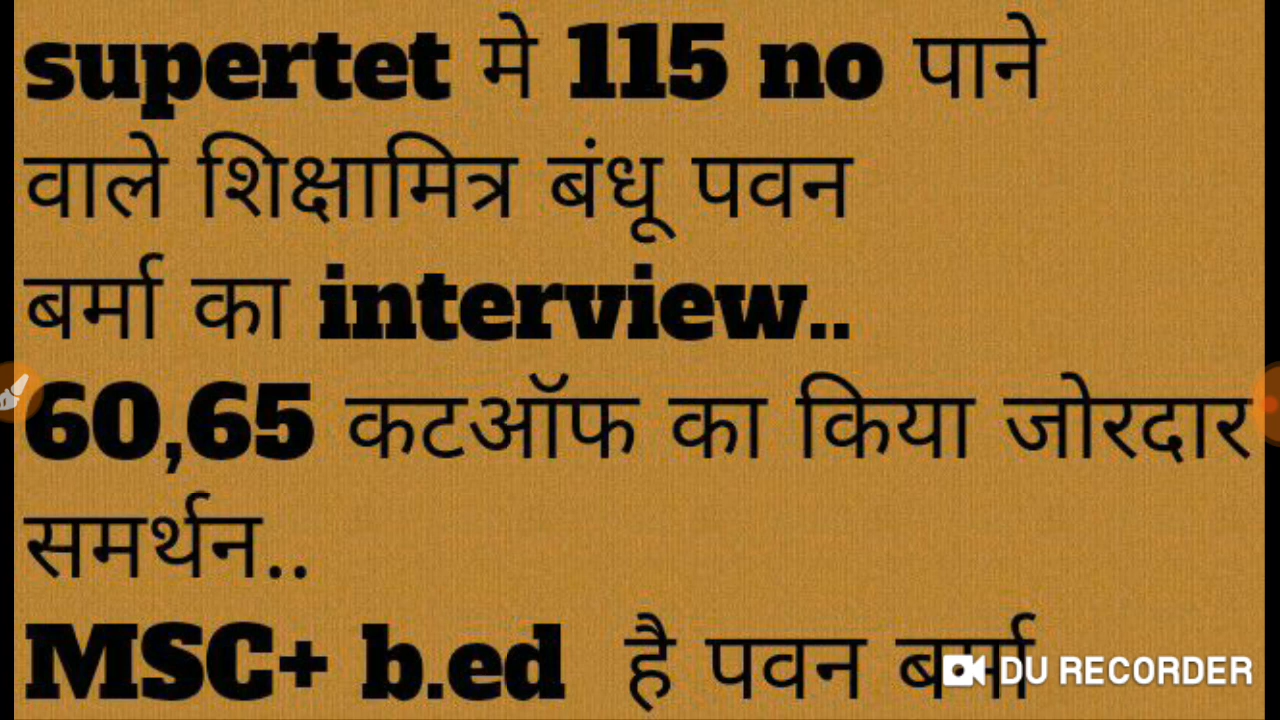 supertet मे 115 no पाने
वाले शिक्षामित्र बंधू पवन
बर्मा का interview..
60,65 कटऑफ का किया जोरदार
समर्थन..
MSC+ b.ed है पवन बर्मा
DU RECORDER